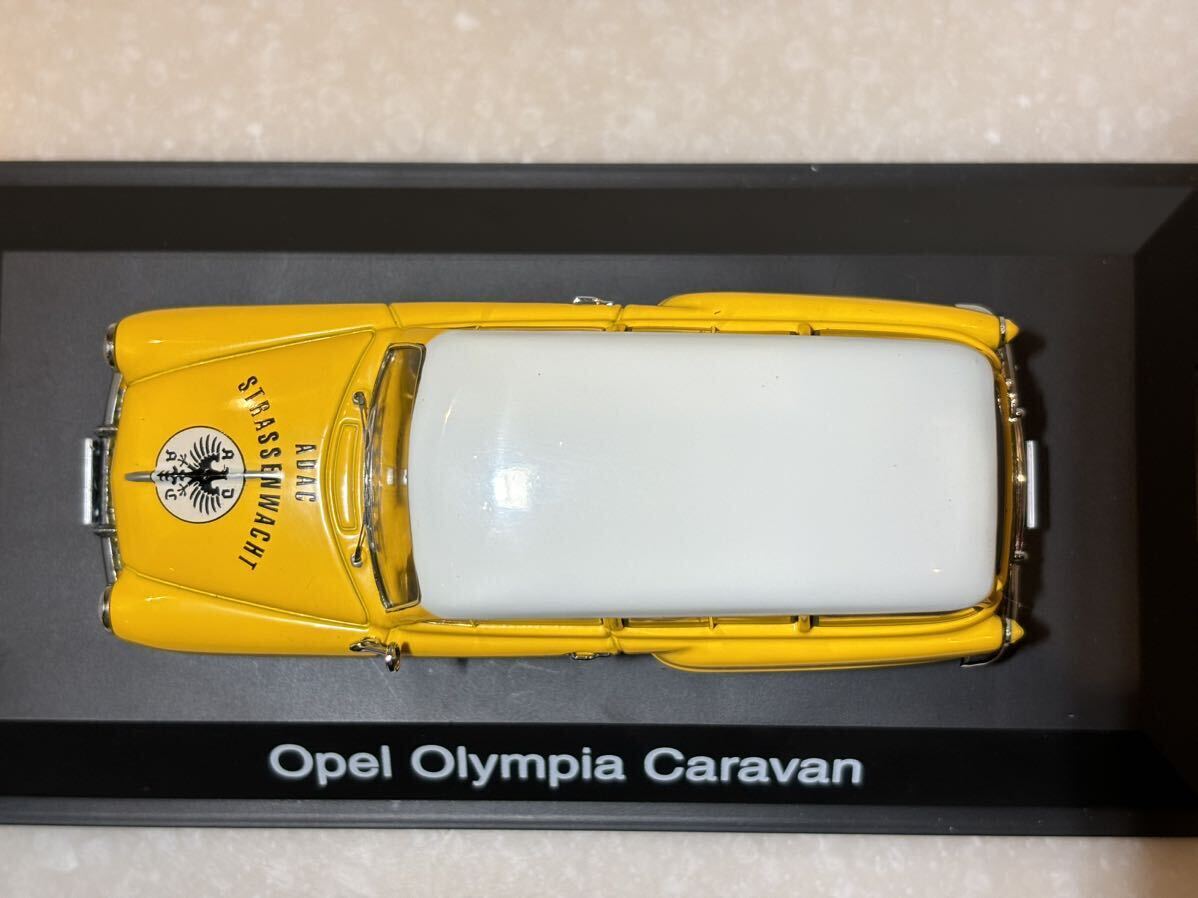 ADAC
STRASSENWACHT
ADAC
Opel Olympia Caravan